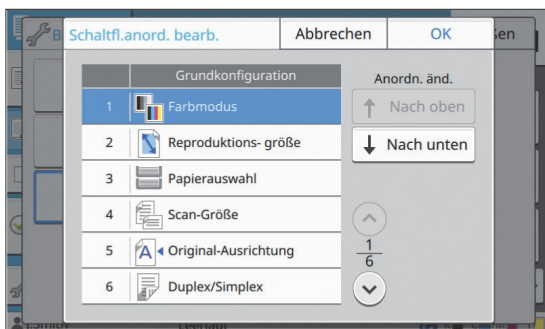 Schaltfl.anord. bearb.
Abbrechen
OK
Grundkonfiguration
Anordn. änd.
1 Farbmodus
Nach oben
2 Reproduktions- größe
Nach unten
3 Papierauswahl
4 Scan-Größe
5 Original-Ausrichtung
1
6
6 Duplex/Simplex